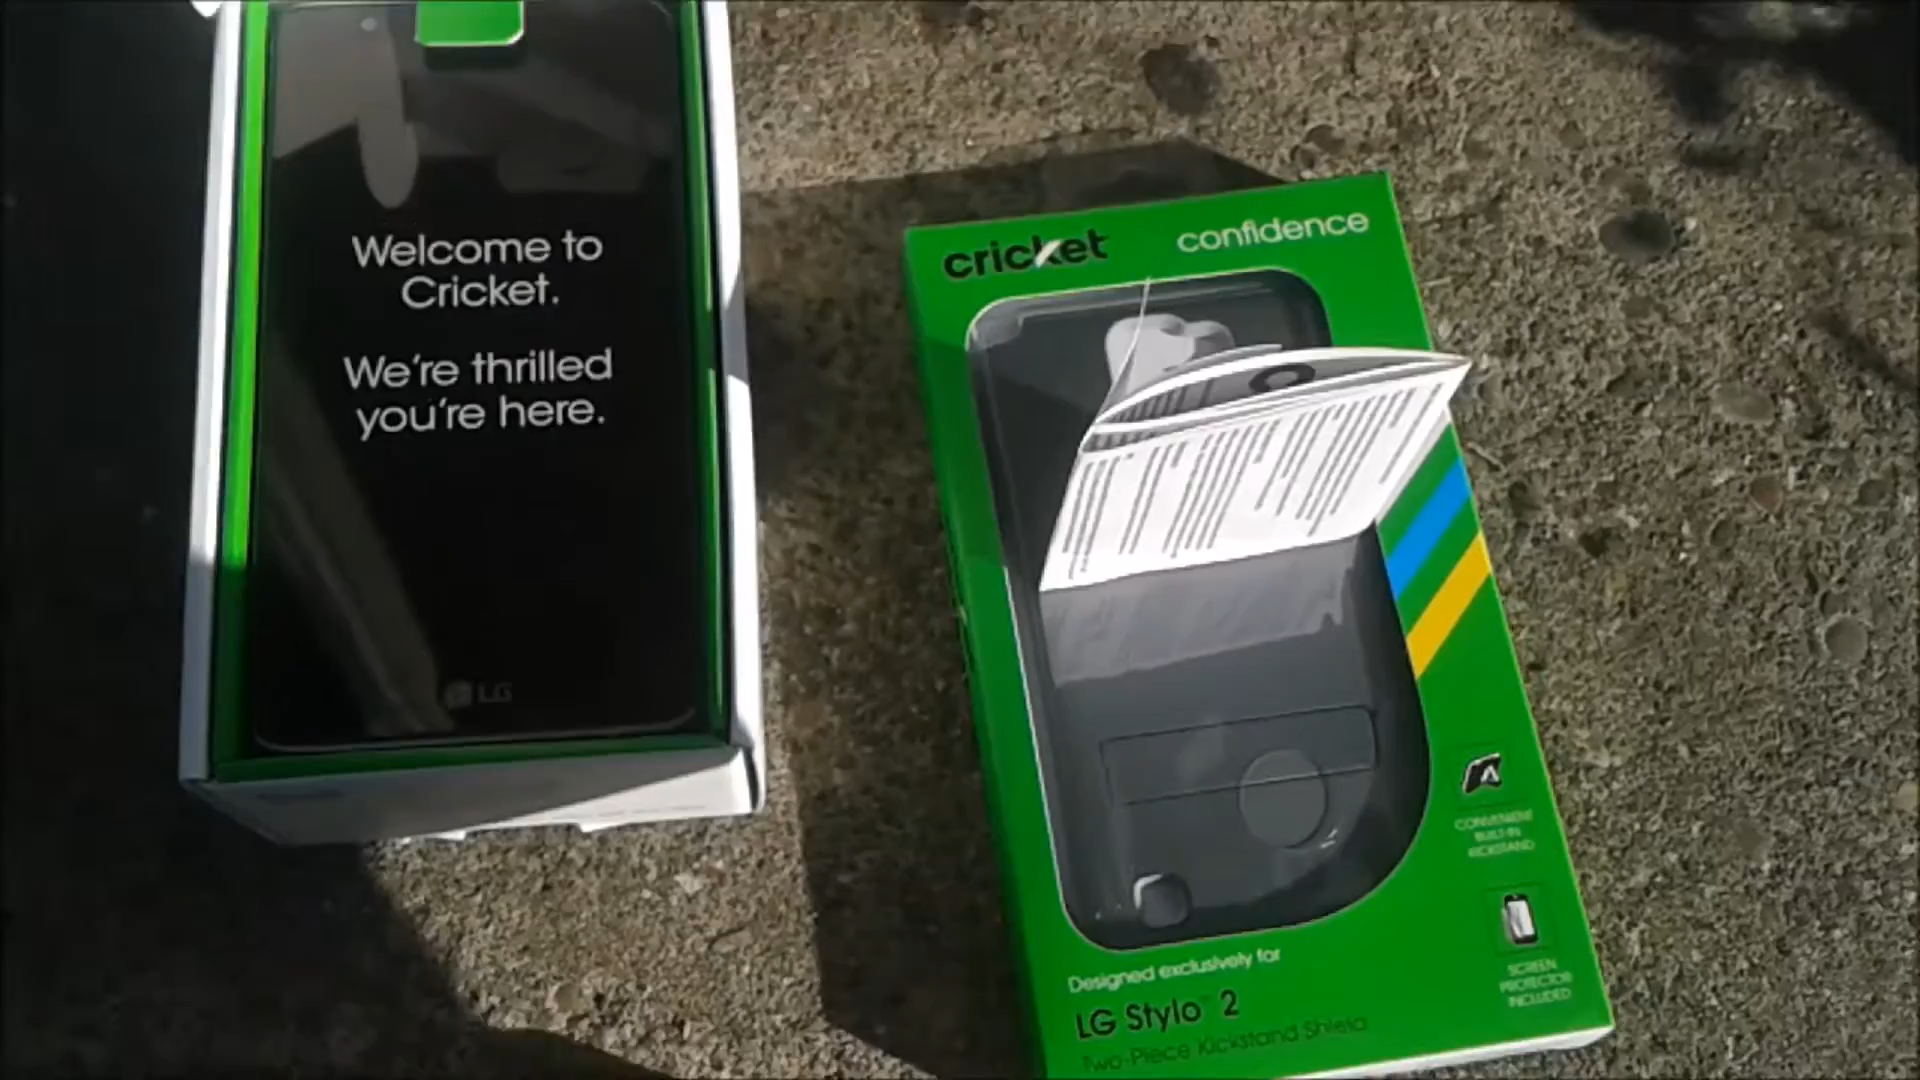 Welcome to
Cricket.
We're thrilled
you're here.
LG
cricket
confidence
CONVENIENT
BUILT-IN
KICKSTAND
SCREEN
PROTECTOR
INCLUDED
Designed exclusively for
LG Stylo™ 2
Two-Piece Kickstand Shield